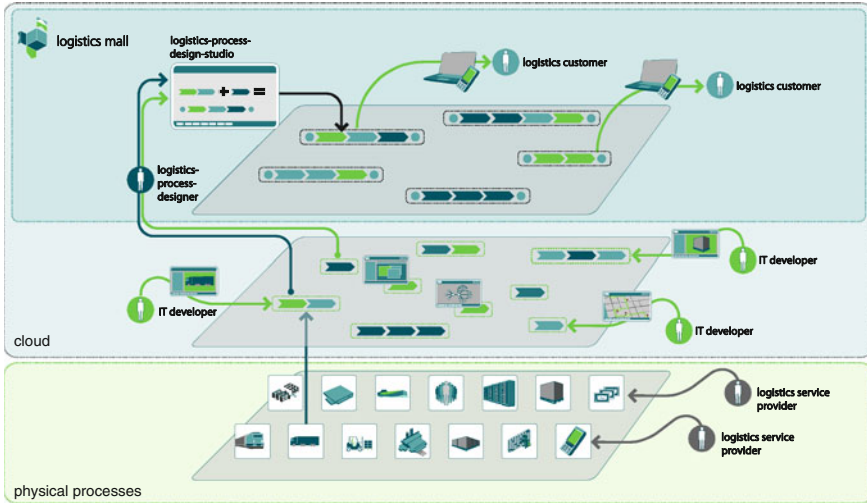 logistics mall
logistics-process-
design-studio
logistics customer
logistics customer
logistics-
process-
designer
IT developer
IT developer
IT developer
cloud
logistics service
provider
logistics service
provider
physical processes